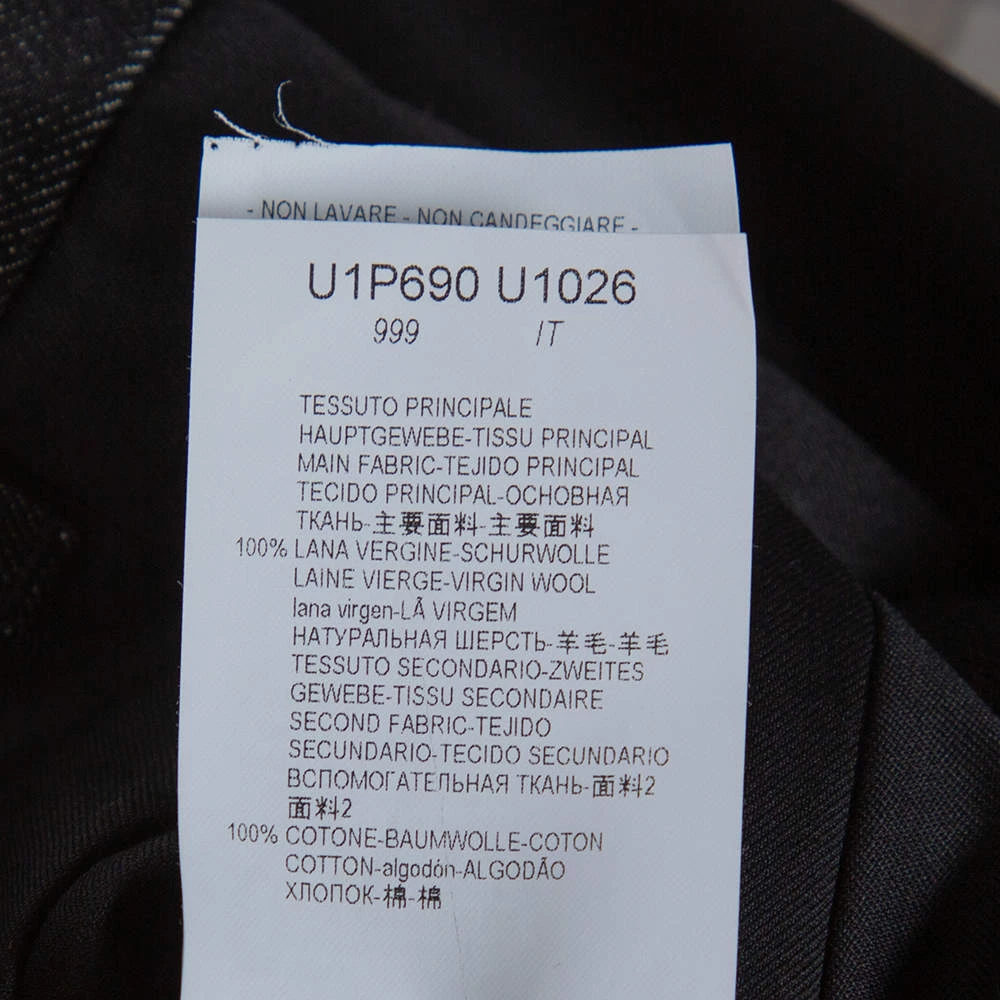 - NON LAVARE - NON CANDEGGIARE -
U1P690 U1026
999 IT
TESSUTO PRINCIPALE
HAUPTGEWEBE-TISSU PRINCIPAL
MAIN FABRIC-TEJIDO PRINCIPAL
TECIDO PRINCIPAL-ОСНОВНАЯ
ТКАНЬ-主要面料-主要面料
100% LANA VERGINE-SCHURWOLLE
LAINE VIERGE-VIRGIN WOOL
lana virgen-LÃ VIRGEM
НАТУРАЛЬНАЯ ШЕРСТЬ-羊毛-羊毛
TESSUTO SECONDARIO-ZWEITES
GEWEBE-TISSU SECONDAIRE
SECOND FABRIC-TEJIDO
SECUNDARIO-TECIDO SECUNDARIO
ВСПОМОГАТЕЛЬНАЯ ТКАНЬ-面料2
面料2
100% COTONE-BAUMWOLLE-COTON
COTTON-algodón-ALGODÃO
ХЛОПОК-棉-棉